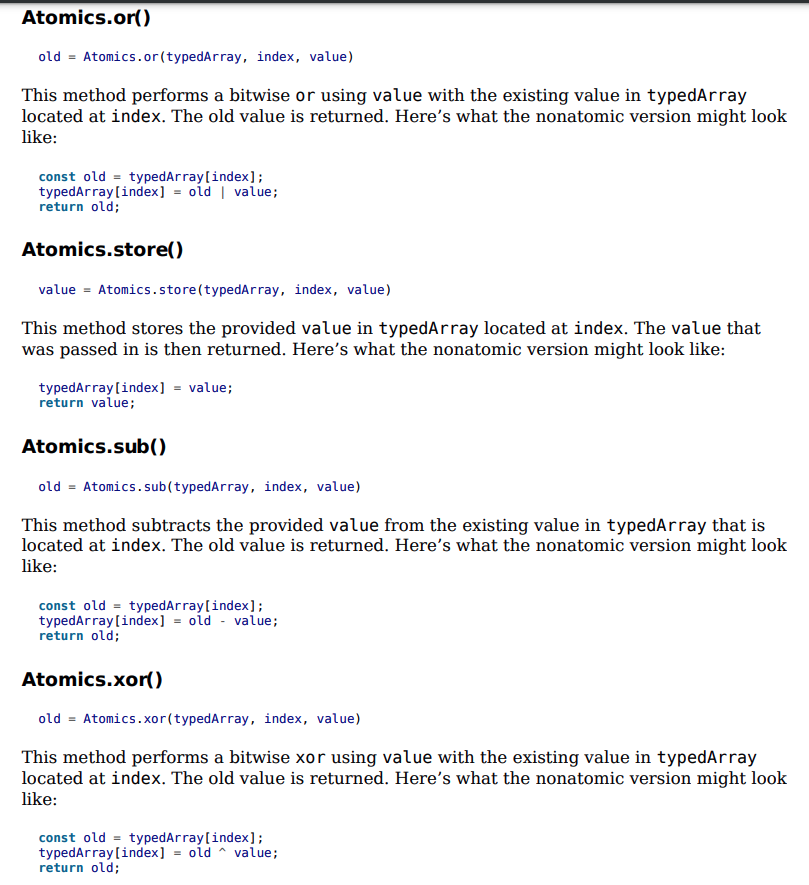 Atomics.or()
old = Atomics.or(typedArray, index, value)
This method performs a bitwise or using value with the existing value in typedArray
located at index. The old value is returned. Here’s what the nonatomic version might look
like:
const old = typedArray[index];
typedArray[index] = old | value;
return old;
Atomics.store()
value = Atomics.store(typedArray, index, value)
This method stores the provided value in typedArray located at index. The value that
was passed in is then returned. Here’s what the nonatomic version might look like:
typedArray[index] = value;
return value;
Atomics.sub()
old = Atomics.sub(typedArray, index, value)
This method subtracts the provided value from the existing value in typedArray that is
located at index. The old value is returned. Here’s what the nonatomic version might look
like:
const old = typedArray[index];
typedArray[index] = old - value;
return old;
Atomics.xor()
old = Atomics.xor(typedArray, index, value)
This method performs a bitwise xor using value with the existing value in typedArray
located at index. The old value is returned. Here’s what the nonatomic version might look
like:
const old = typedArray[index];
typedArray[index] = old ^ value;
return old;